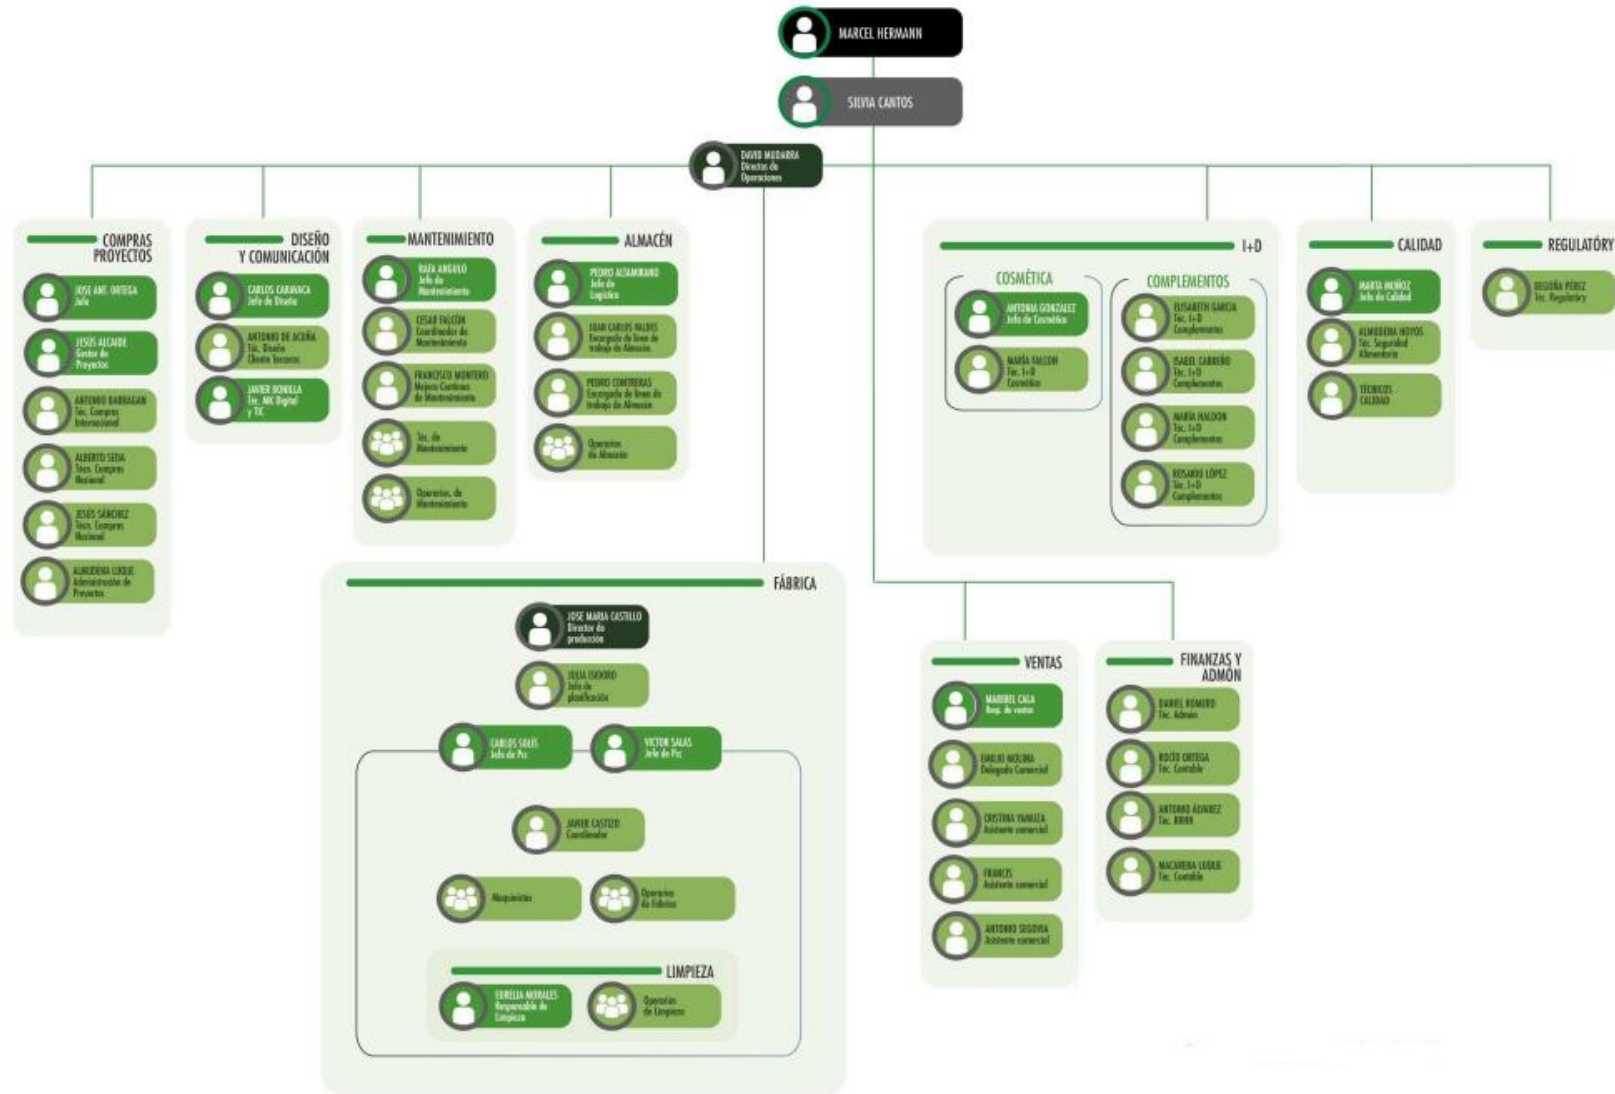 MARCEL HERMANN
SILVIA CANTOS
DAVID MUDARRA
Director de
Operaciones
COMPRAS
PROYECTOS
JOSE ANT. ORTEGA
Jefe
JESÚS ALCAIDE
Gestor de
Proyectos
ANTONIO BARRAGAN
Téc. Compras
Internacional
ALBERTO SEDA
Técn. Compras
Nacional
JESÚS SÁNCHEZ
Técn. Compras
Nacional
ALMUDENA LUQUE
Administración de
Proyectos
DISEÑO
Y COMUNICACIÓN
CARLOS CARAVACA
Jefe de Diseño
ANTONIO DE ACUÑA
Téc. Diseño
Cliente Terceros
JAVIER BONILLA
Téc. MK Digital
y TIC
MANTENIMIENTO
RAFA ANGULO
Jefe de
Mantenimiento
CESAR FALCÓN
Coordinador de
Mantenimiento
FRANCISCO MONTERO
Mejora Continua
de Mantenimiento
Téc. de
Mantenimiento
Operarios, de
Mantenimiento
ALMACÉN
PEDRO ALTAMIRANO
Jefe de
Logística
JUAN CARLOS VALDES
Encargado de línea de
trabajo de Almacén.
PEDRO CONTRERAS
Encargado de línea de
trabajo de Almacén
Operarios
de Almacén
I+D
COSMÉTICA
ANTONIA GONZALEZ
Jefa de Cosmética
MARÍA FALCON
Téc. I+D
Cosmética
COMPLEMENTOS
ELISABETH GARCIA
Téc. I+D
Complementos
ISABEL CARREÑO
Téc. I+D
Complementos
MARÍA HALDON
Téc. I+D
Complementos
ROSARIO LÓPEZ
Téc. I+D
Complementos
CALIDAD
MARTA MUÑOZ
Jefa de Calidad
ALMUDENA HOYOS
Téc. Seguridad
Alimentaria
TÉCNICOS
CALIDAD
REGULATÓRY
BEGOÑA PÉREZ
Téc. Regulatóry
FÁBRICA
JOSE MARIA CASTILLO
Director de
producción
JULIA ISIDORO
Jefa de
planificación
CARLOS SOLÍS
Jefe de Pcc
VICTOR SALAS
Jefe de Pcc
JAVIER CASTIZO
Coordinador
Maquinistas
Operarios
de Fábrica
LIMPIEZA
EURELIA MORALES
Responsable de
Limpieza
Operarios
de Limpieza
VENTAS
MARIBEL CALA
Resp. de ventas
EMILIO MOLINA
Delegado Comercial
CRISTINA
Asistente comercial
FRANCIS
Asistente comercial
ANTONIO SEGOVIA
Asistente comercial
FINANZAS Y
ADMÓN
DANIEL ROMERO
Téc. Admón
ROCÍO ORTEGA
Téc. Contable
ANTONIO ÁLVAREZ
Téc. RRHH
MACARENA LUQUE
Téc. Contable